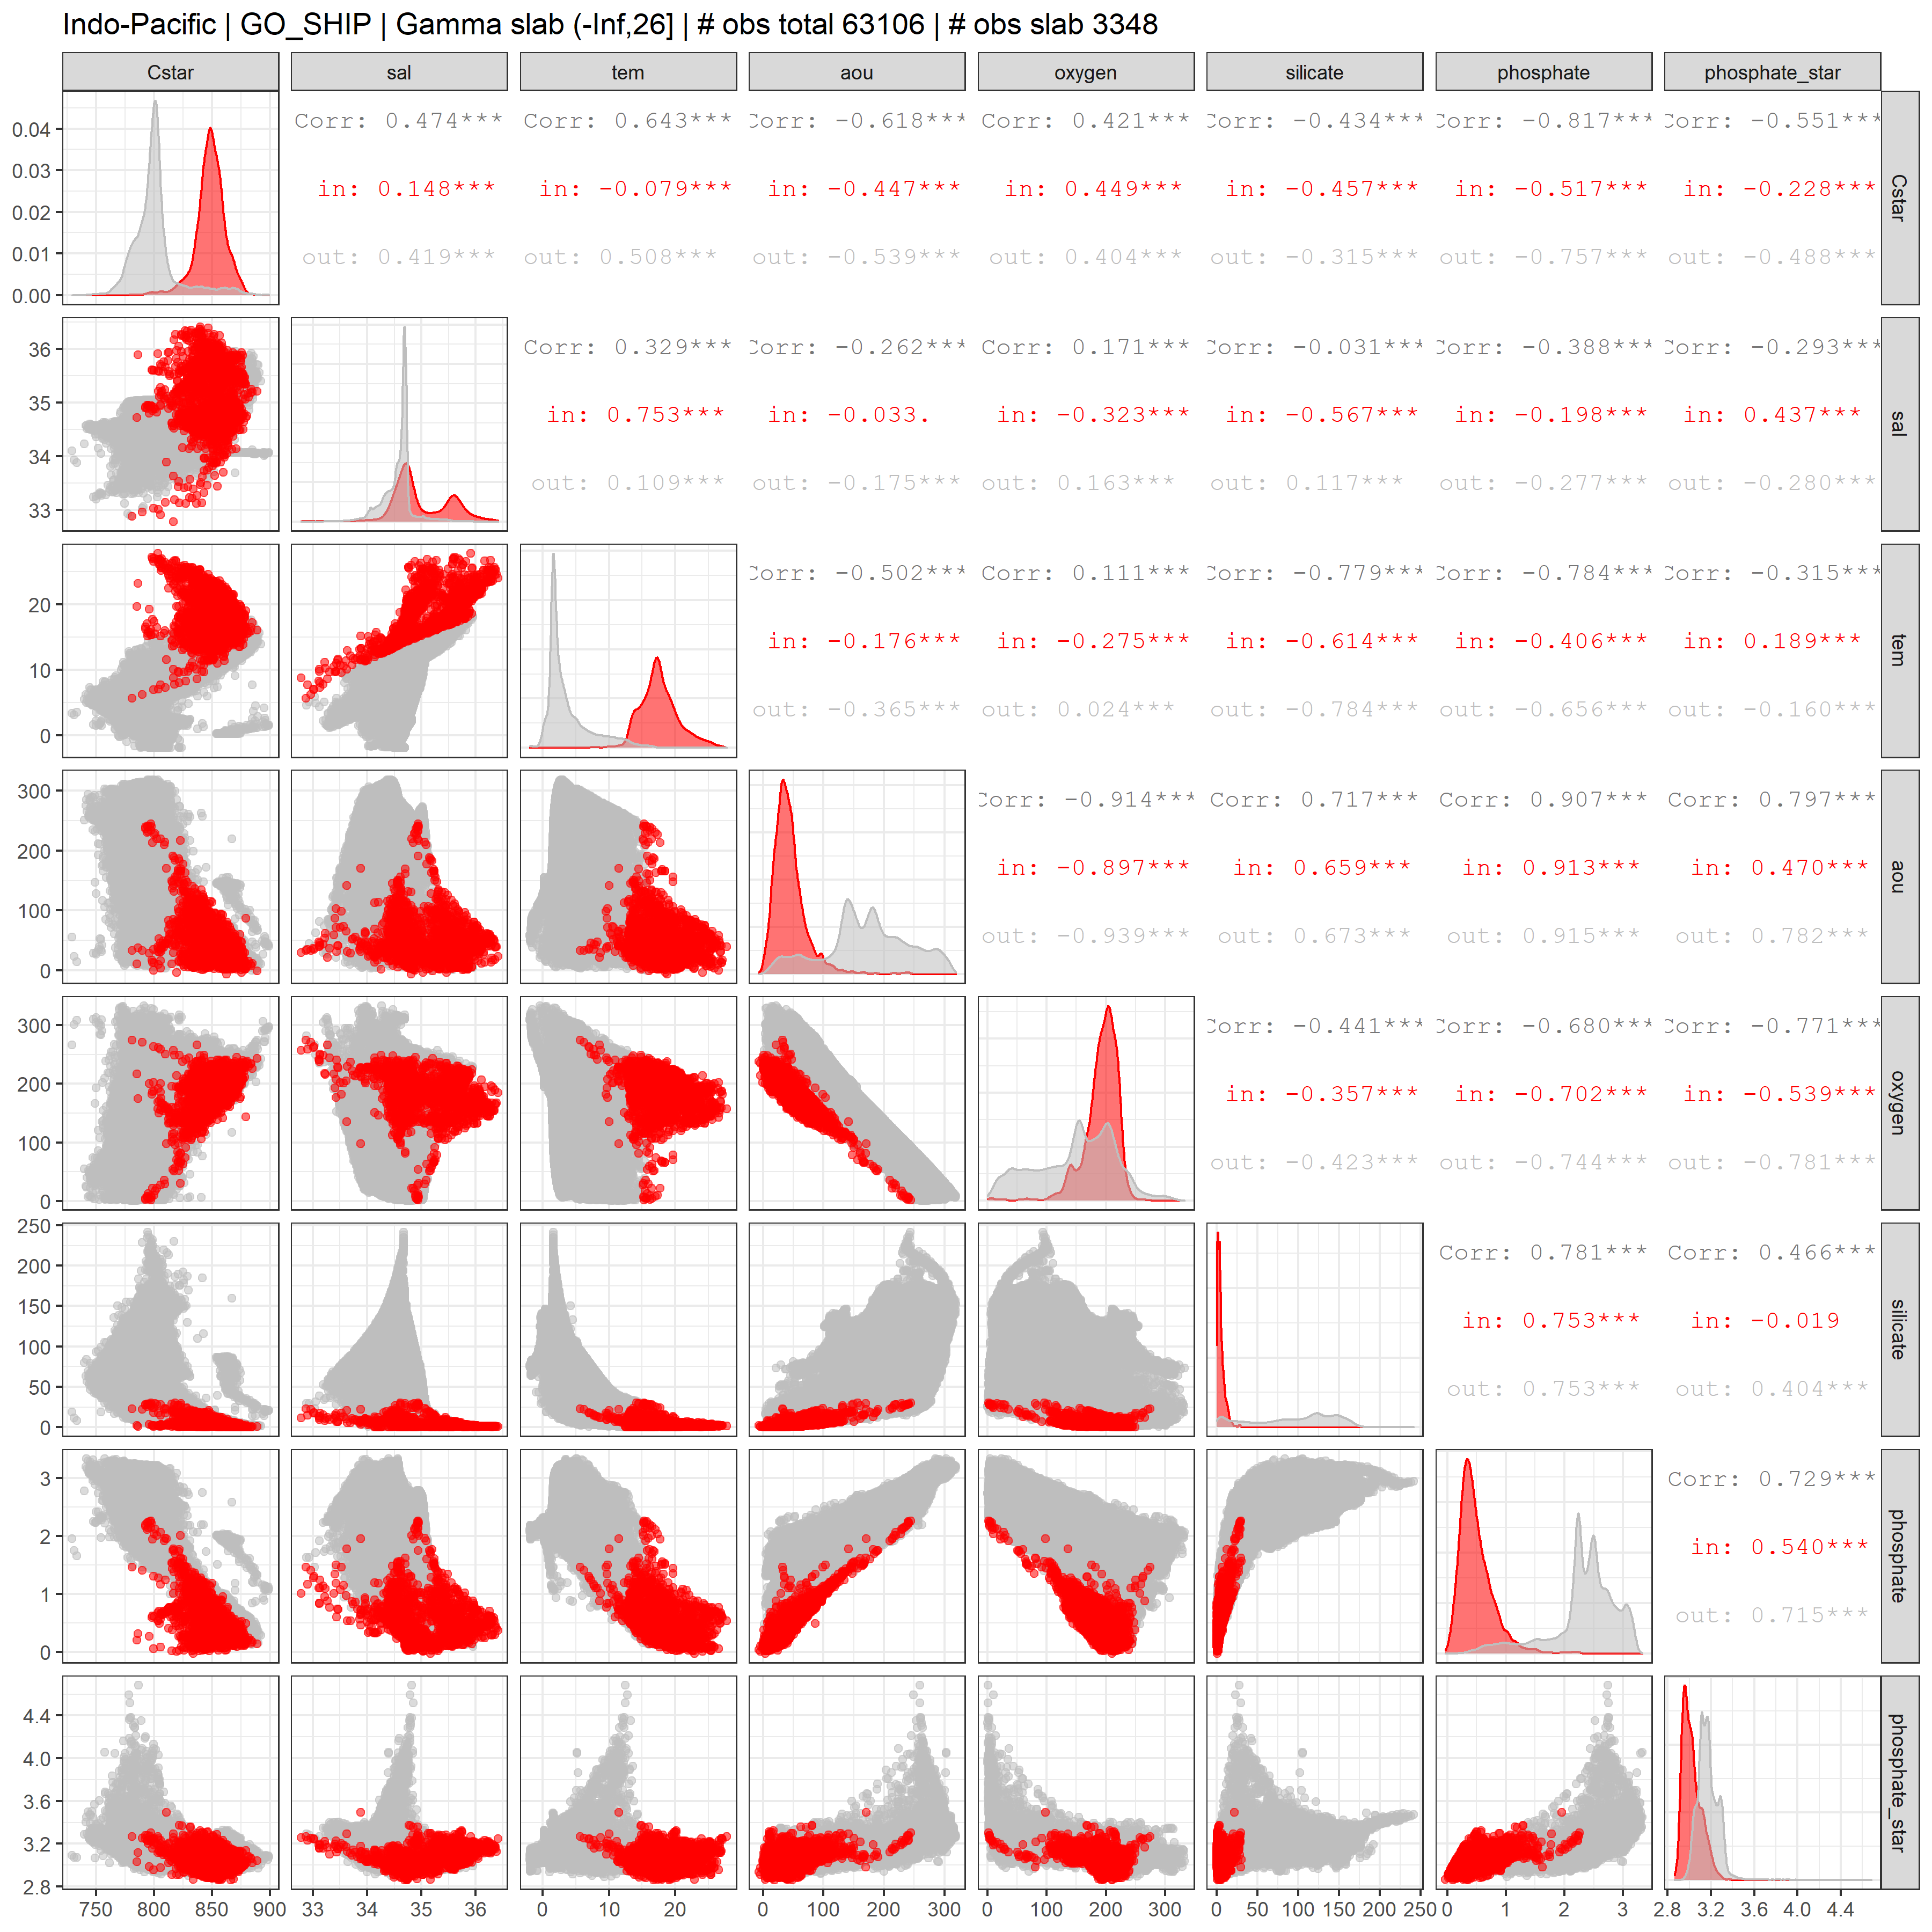 Indo-Pacific | GO_SHIP | Gamma slab (-Inf,26] | # obs total 63106 | # obs slab 3348
Cstar sal tem aou oxygen silicate phosphate phosphate_star
0.04 0.03 0.02 0.01 0.00
Corr: 0.474*** Corr: 0.643*** Corr: -0.618*** Corr: 0.421*** Corr: -0.434*** Corr: -0.817*** Corr: -0.551***
in: 0.148*** in: -0.079*** in: -0.447*** in: 0.449*** in: -0.457*** in: -0.517*** in: -0.228***
out: 0.419*** out: 0.508*** out: -0.539*** out: 0.404*** out: -0.315*** out: -0.757*** out: -0.488***
Cstar
36 35 34 33
Corr: 0.329*** Corr: -0.262*** Corr: 0.171*** Corr: -0.031*** Corr: -0.388*** Corr: -0.293***
in: 0.753*** in: -0.033. in: -0.323*** in: -0.567*** in: -0.198*** in: 0.437***
out: 0.109*** out: -0.175*** out: 0.163*** out: 0.117*** out: -0.277*** out: -0.280***
sal
20 10 0
Corr: -0.502*** Corr: 0.111*** Corr: -0.779*** Corr: -0.784*** Corr: -0.315***
in: -0.176*** in: -0.275*** in: -0.614*** in: -0.406*** in: 0.189***
out: -0.365*** out: 0.024*** out: -0.784*** out: -0.656*** out: -0.160***
tem
300 200 100 0
Corr: -0.914*** Corr: 0.717*** Corr: 0.907*** Corr: 0.797***
in: -0.897*** in: 0.659*** in: 0.913*** in: 0.470***
out: -0.939*** out: 0.673*** out: 0.915*** out: 0.782***
aou
300 200 100 0
Corr: -0.441*** Corr: -0.680*** Corr: -0.771***
in: -0.357*** in: -0.702*** in: -0.539***
out: -0.423*** out: -0.744*** out: -0.781***
oxygen
250 200 150 100 50 0
Corr: 0.781*** Corr: 0.466***
in: 0.753*** in: -0.019
out: 0.753*** out: 0.404***
silicate
3 2 1 0
Corr: 0.729***
in: 0.540***
out: 0.715***
phosphate
4.4 4.0 3.6 3.2 2.8
phosphate_star
750 800 850 900 33 34 35 36 0 10 20 0 100 200 300 0 100 200 300 0 50 100 150 200 250 0 1 2 3 2.8 3.2 3.6 4.0 4.4